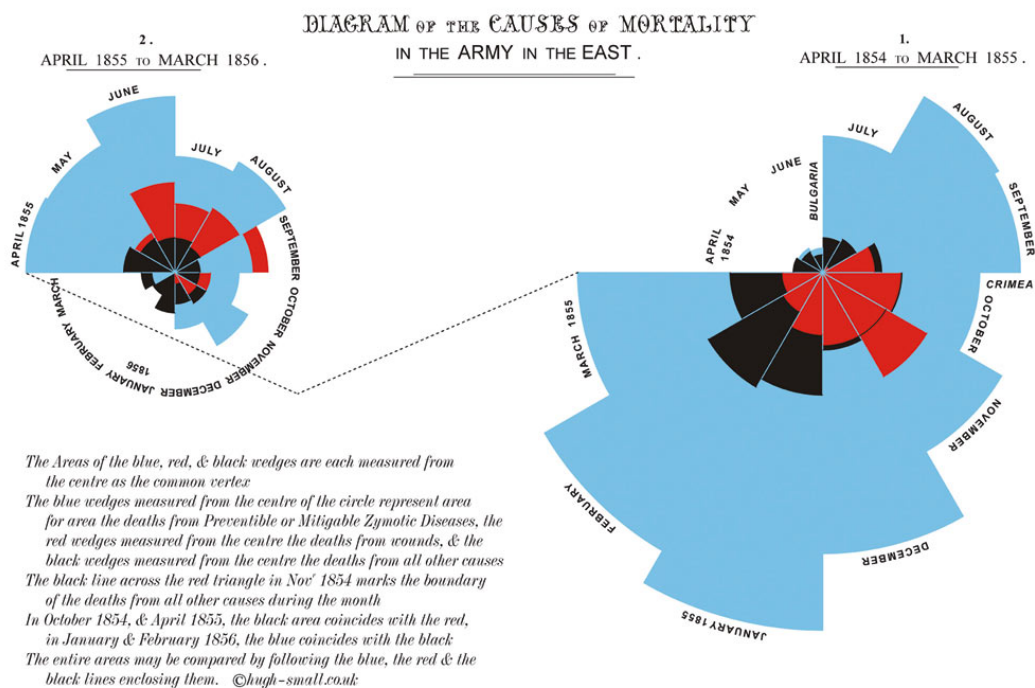 DIAGRAM OF THE CAUSES OF MORTALITY
IN THE ARMY IN THE EAST.
2.
APRIL 1855 TO MARCH 1856.
1.
APRIL 1854 TO MARCH 1855.
APRIL 1855
MAY
JUNE
JULY
AUGUST
SEPTEMBER OCTOBER NOVEMBER DECEMBER JANUARY FEBRUARY MARCH
1856
APRIL
1854
MAY
JUNE
BULGARIA
JULY
AUGUST
SEPTEMBER
CRIMEA
OCTOBER
NOVEMBER
DECEMBER
JANUARY 1855
FEBRUARY
MARCH 1855
The Areas of the blue, red, & black wedges are each measured from
the centre as the common vertex
The blue wedges measured from the centre of the circle represent area
for area the deaths from Preventible or Mitigable Zymotic Diseases, the
red wedges measured from the centre the deaths from wounds, & the
black wedges measured from the centre the deaths from all other causes
The black line across the red triangle in Nov' 1854 marks the boundary
of the deaths from all other causes during the month
In October 1854, & April 1855, the black area coincides with the red,
in January & February 1856, the blue coincides with the black
The entire areas may be compared by following the blue, the red & the
black lines enclosing them. ©hugh-small.co.uk